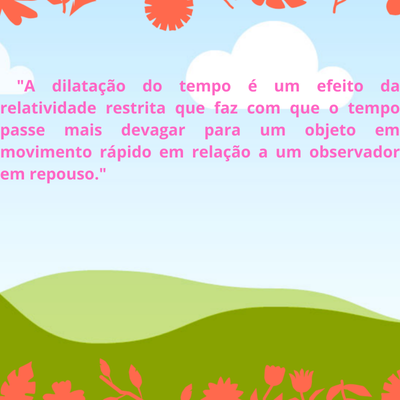 "A dilatação do tempo é um efeito da
relatividade restrita que faz com que o tempo
passe mais devagar para um objeto em
movimento rápido em relação a um observador
em repouso."